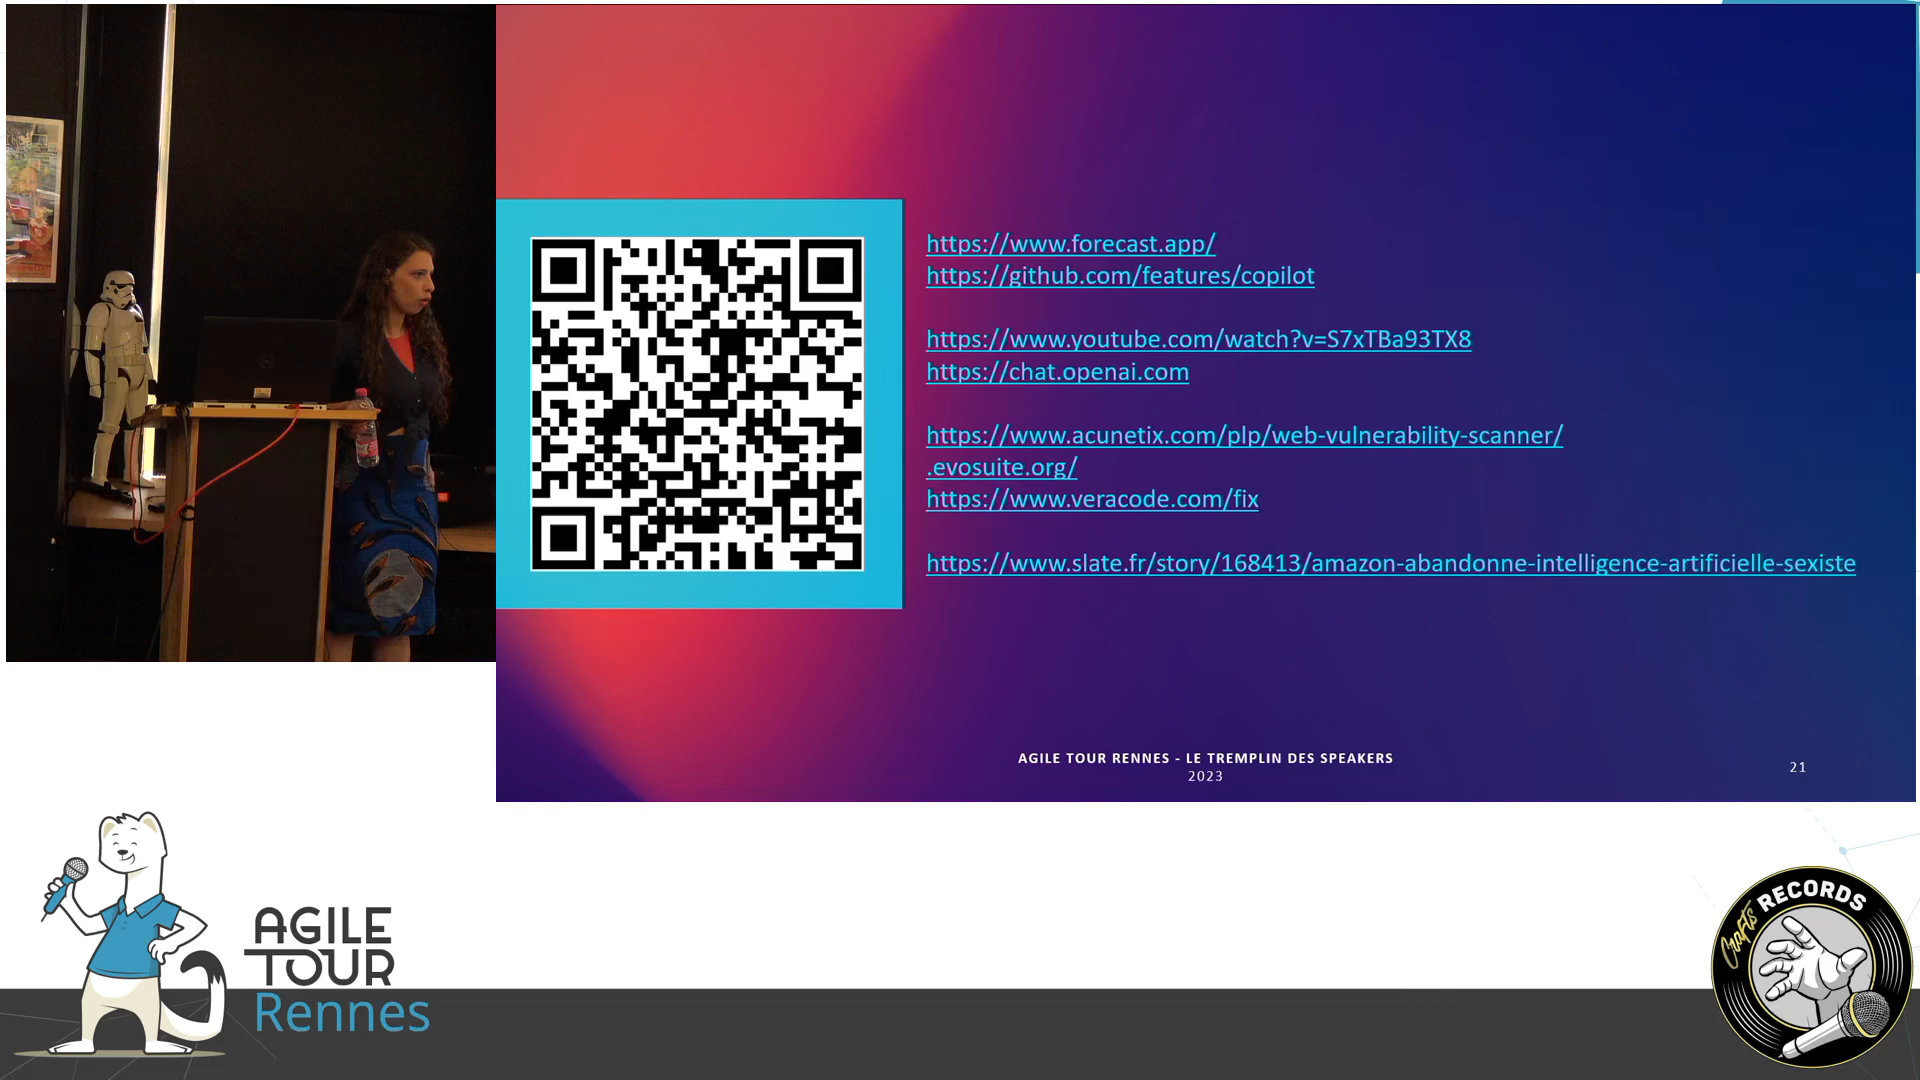 https://www.forecast.app/
https://github.com/features/copilot
https://www.youtube.com/watch?v=S7xTBa93TX8
https://chat.openai.com
https://www.acunetix.com/plp/web-vulnerability-scanner/
.evosuite.org/
https://www.veracode.com/fix
https://www.slate.fr/story/168413/amazon-abandonne-intelligence-artificielle-sexiste
AGILE TOUR RENNES - LE TREMPLIN DES SPEAKERS
2023
21
AGILE
TOUR
Rennes
Crafts RECORDS